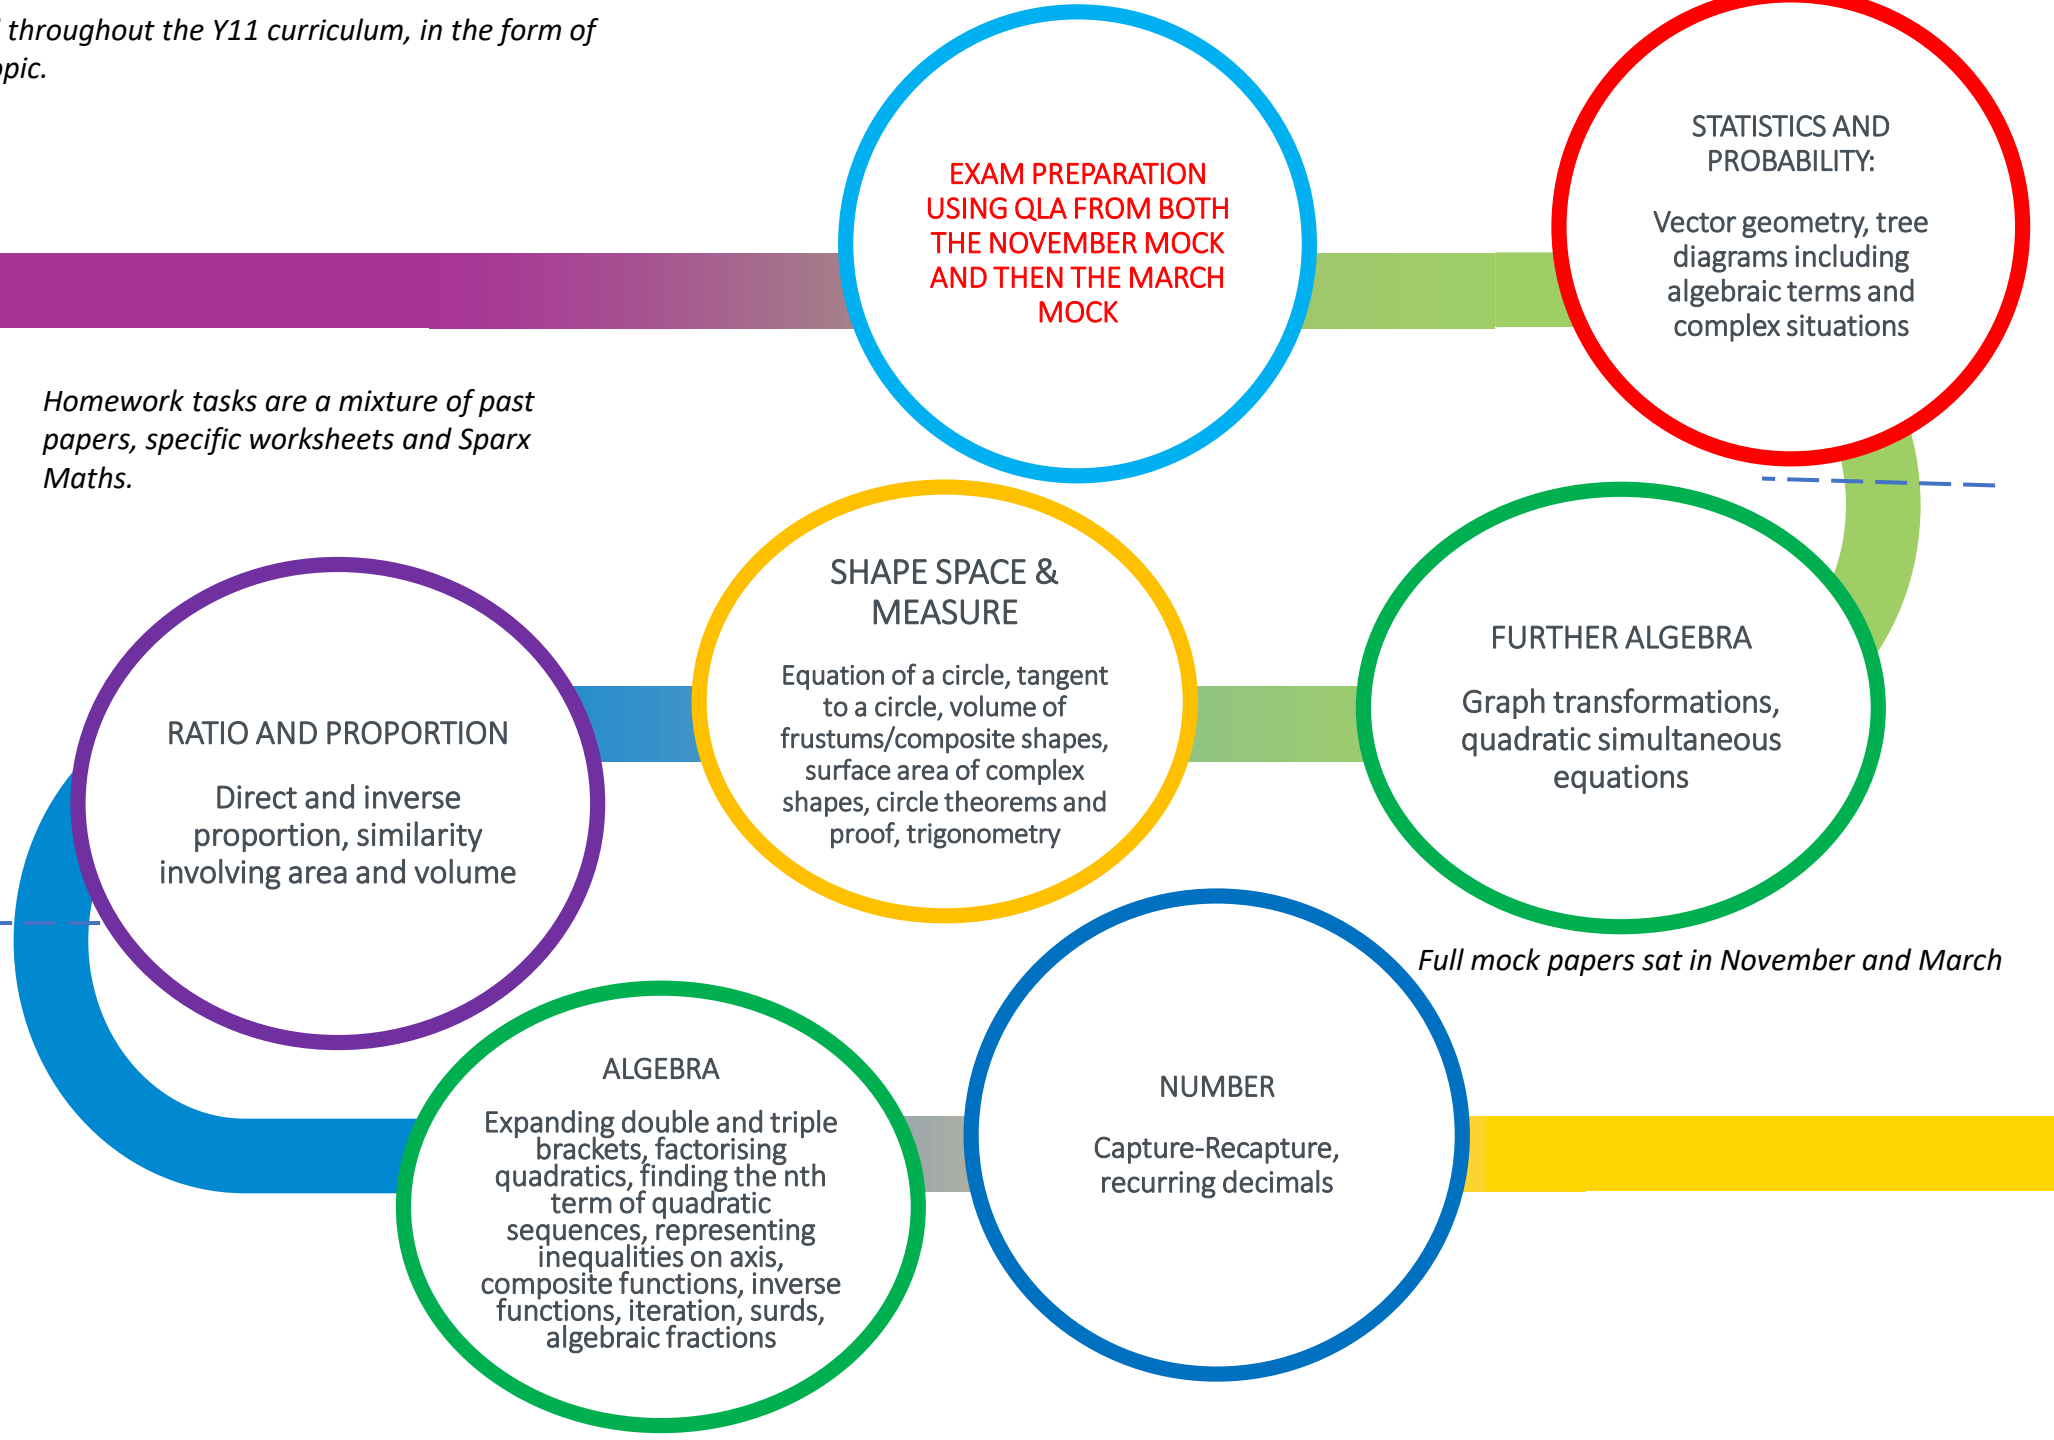 throughout the Y11 curriculum, in the form of
EXAM PREPARATION
USING QLA FROM BOTH
THE NOVEMBER MOCK
AND THEN THE MARCH
MOCK
STATISTICS AND
PROBABILITY:
Vector geometry, tree
diagrams including
algebraic terms and
complex situations
Homework tasks are a mixture of past
papers, specific worksheets and Sparx
Maths.
RATIO AND PROPORTION
Direct and inverse
proportion, similarity
involving area and volume
SHAPE SPACE &
MEASURE
Equation of a circle, tangent
to a circle, volume of
frustums/composite shapes,
surface area of complex
shapes, circle theorems and
proof, trigonometry
FURTHER ALGEBRA
Graph transformations,
quadratic simultaneous
equations
Full mock papers sat in November and March
ALGEBRA
Expanding double and triple
brackets, factorising
quadratics, finding the nth
term of quadratic
sequences, representing
inequalities on axis,
composite functions, inverse
functions, iteration, surds,
algebraic fractions
NUMBER
Capture-Recapture,
recurring decimals